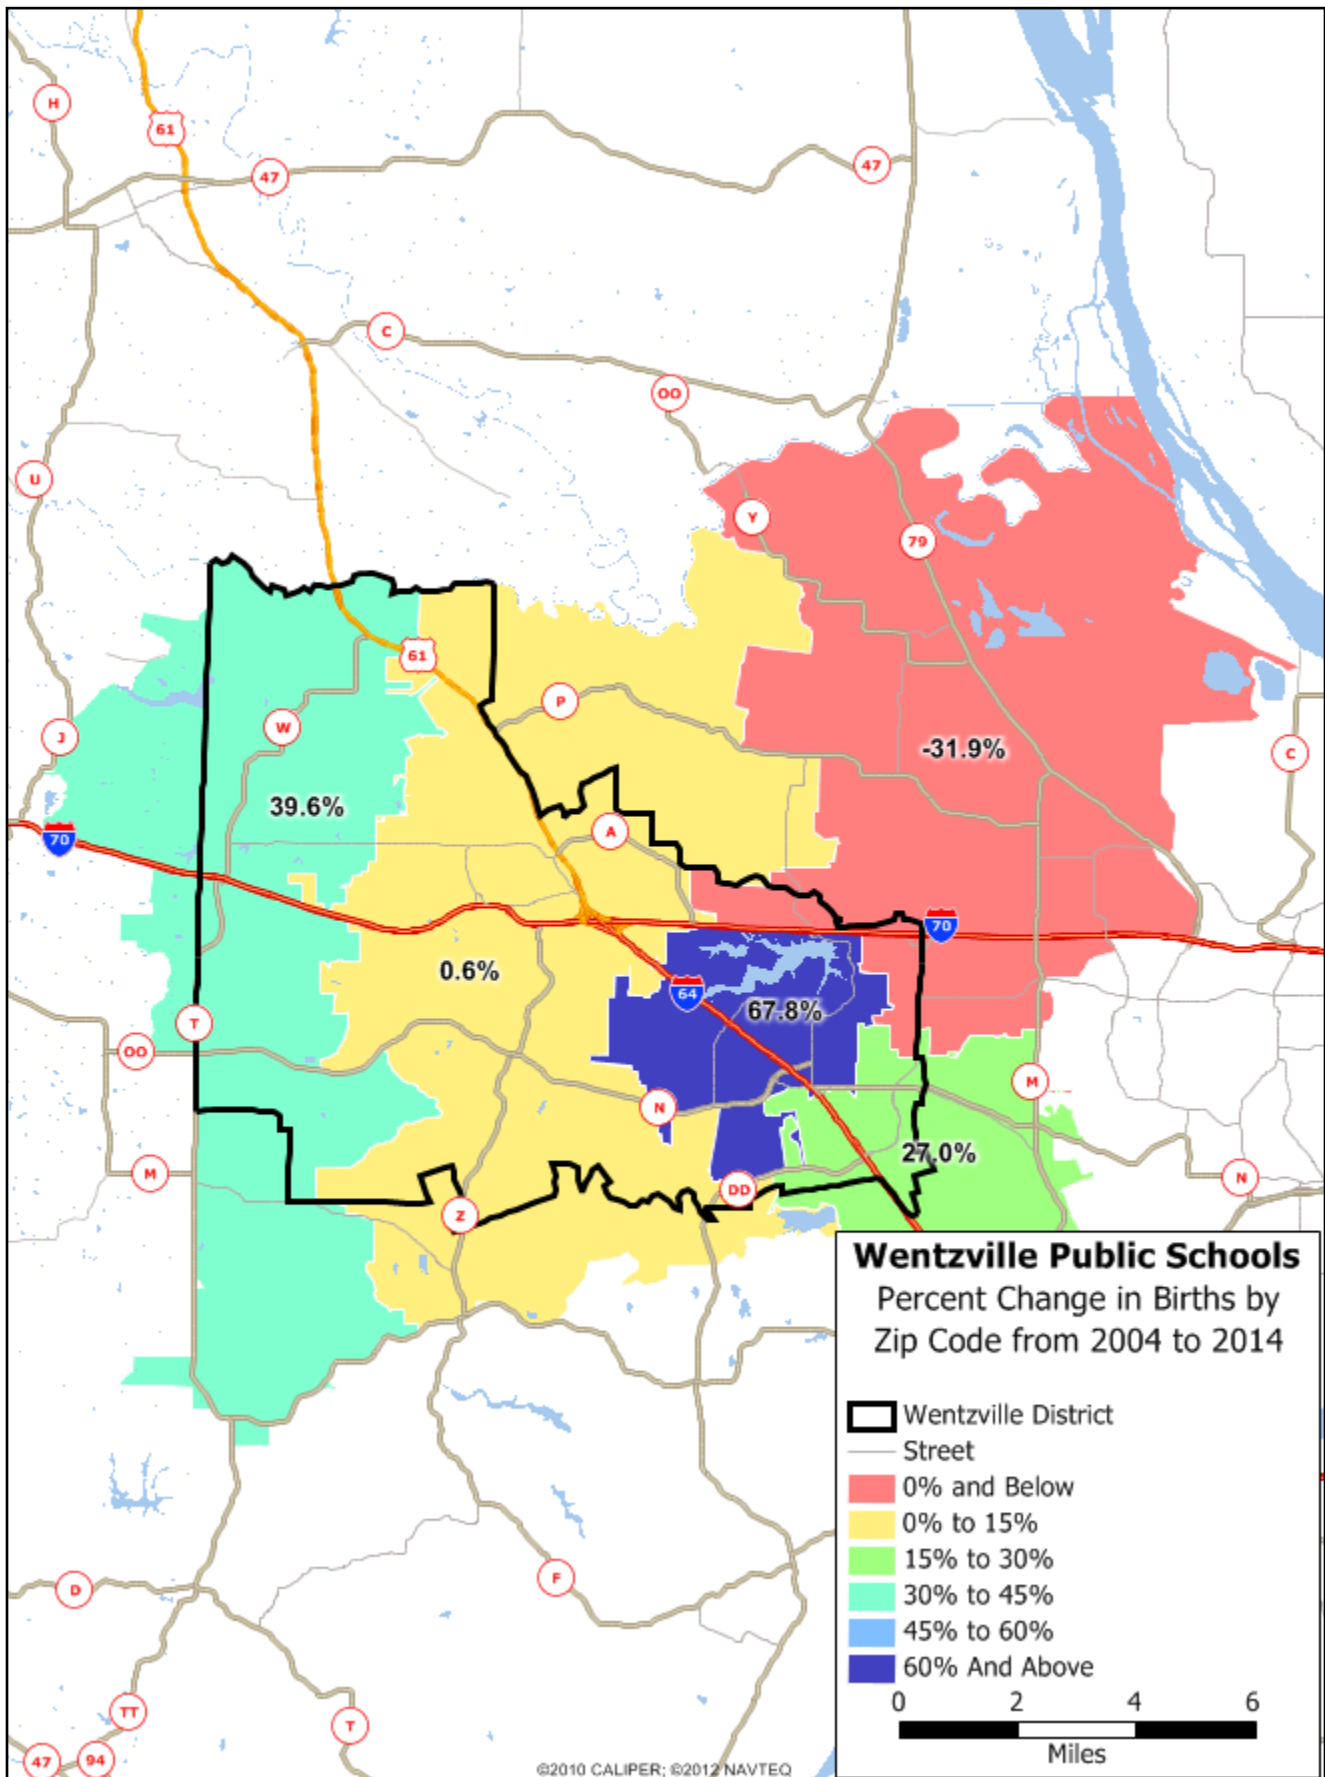 H
61
47
47
C
OO
U
Y
79
61
P
W
J
C
-31.9%
39.6%
70
A
70
0.6%
64
67.8%
T
OO
M
N
27.0%
M
N
DD
Z
Wentzville Public Schools
Percent Change in Births by
Zip Code from 2004 to 2014
Wentzville District
Street
0% and Below
0% to 15%
15% to 30%
30% to 45%
45% to 60%
60% And Above
0 2 4 6
Miles
D
F
TT
T
47
94
©2010 CALIPER; ©2012 NAVTEQ